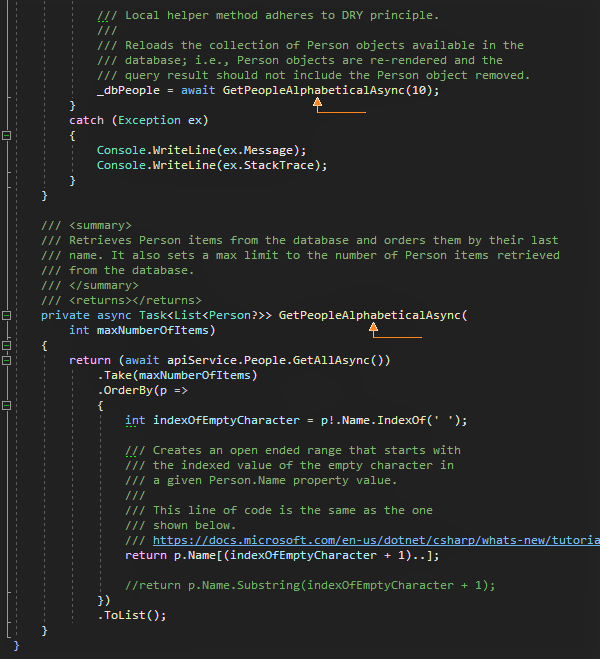 /// Local helper method adheres to DRY principle.
///
/// Reloads the collection of Person objects available in the
/// database; i.e., Person objects are re-rendered and the
/// query result should not include the Person object removed.
_dbPeople = await GetPeopleAlphabeticalAsync(10);
}
catch (Exception ex)
{
Console.WriteLine(ex.Message);
Console.WriteLine(ex.StackTrace);
}
}
/// <summary>
/// Retrieves Person items from the database and orders them by their last
/// name. It also sets a max limit to the number of Person items retrieved
/// from the database.
/// </summary>
/// <returns></returns>
private async Task<List<Person?>> GetPeopleAlphabeticalAsync(
int maxNumberOfItems)
{
return (await apiService.People.GetAllAsync())
.Take(maxNumberOfItems)
.OrderBy(p =>
{
int indexOfEmptyCharacter = p!.Name.IndexOf(' ');
/// Creates an open ended range that starts with
/// the indexed value of the empty character in
/// a given Person.Name property value.
///
/// This line of code is the same as the one
/// shown below.
/// https://docs.microsoft.com/en-us/dotnet/csharp/whats-new/tutoria
return p.Name[(indexOfEmptyCharacter + 1)..];
//return p.Name.Substring(indexOfEmptyCharacter + 1);
})
.ToList();
}
}